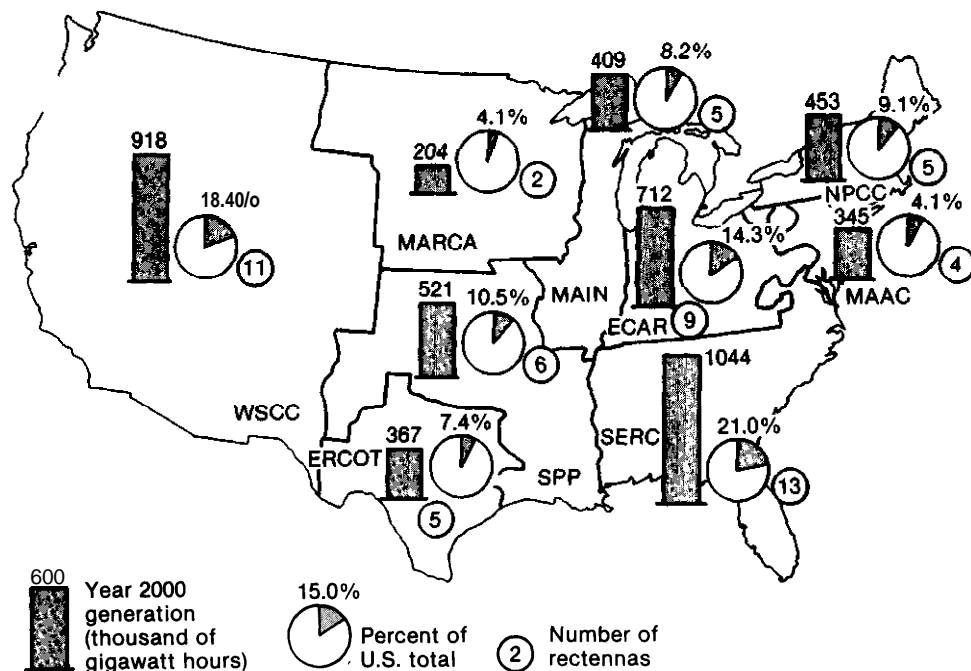 409
8.2%
5
453
9.1%
5
NPCC
918
18.40/o
11
4.1%
204
2
MARCA
712
14.3%
ECAR
9
345
4.1%
4
MAAC
MAIN
521
10.5%
6
WSCC
1044
SERC
21.0%
13
ERCOT
367
7.4%
5
SPP
600
Year 2000
generation
(thousand of
gigawatt hours)
15.0%
Percent of
U.S. total
2
Number of
rectennas